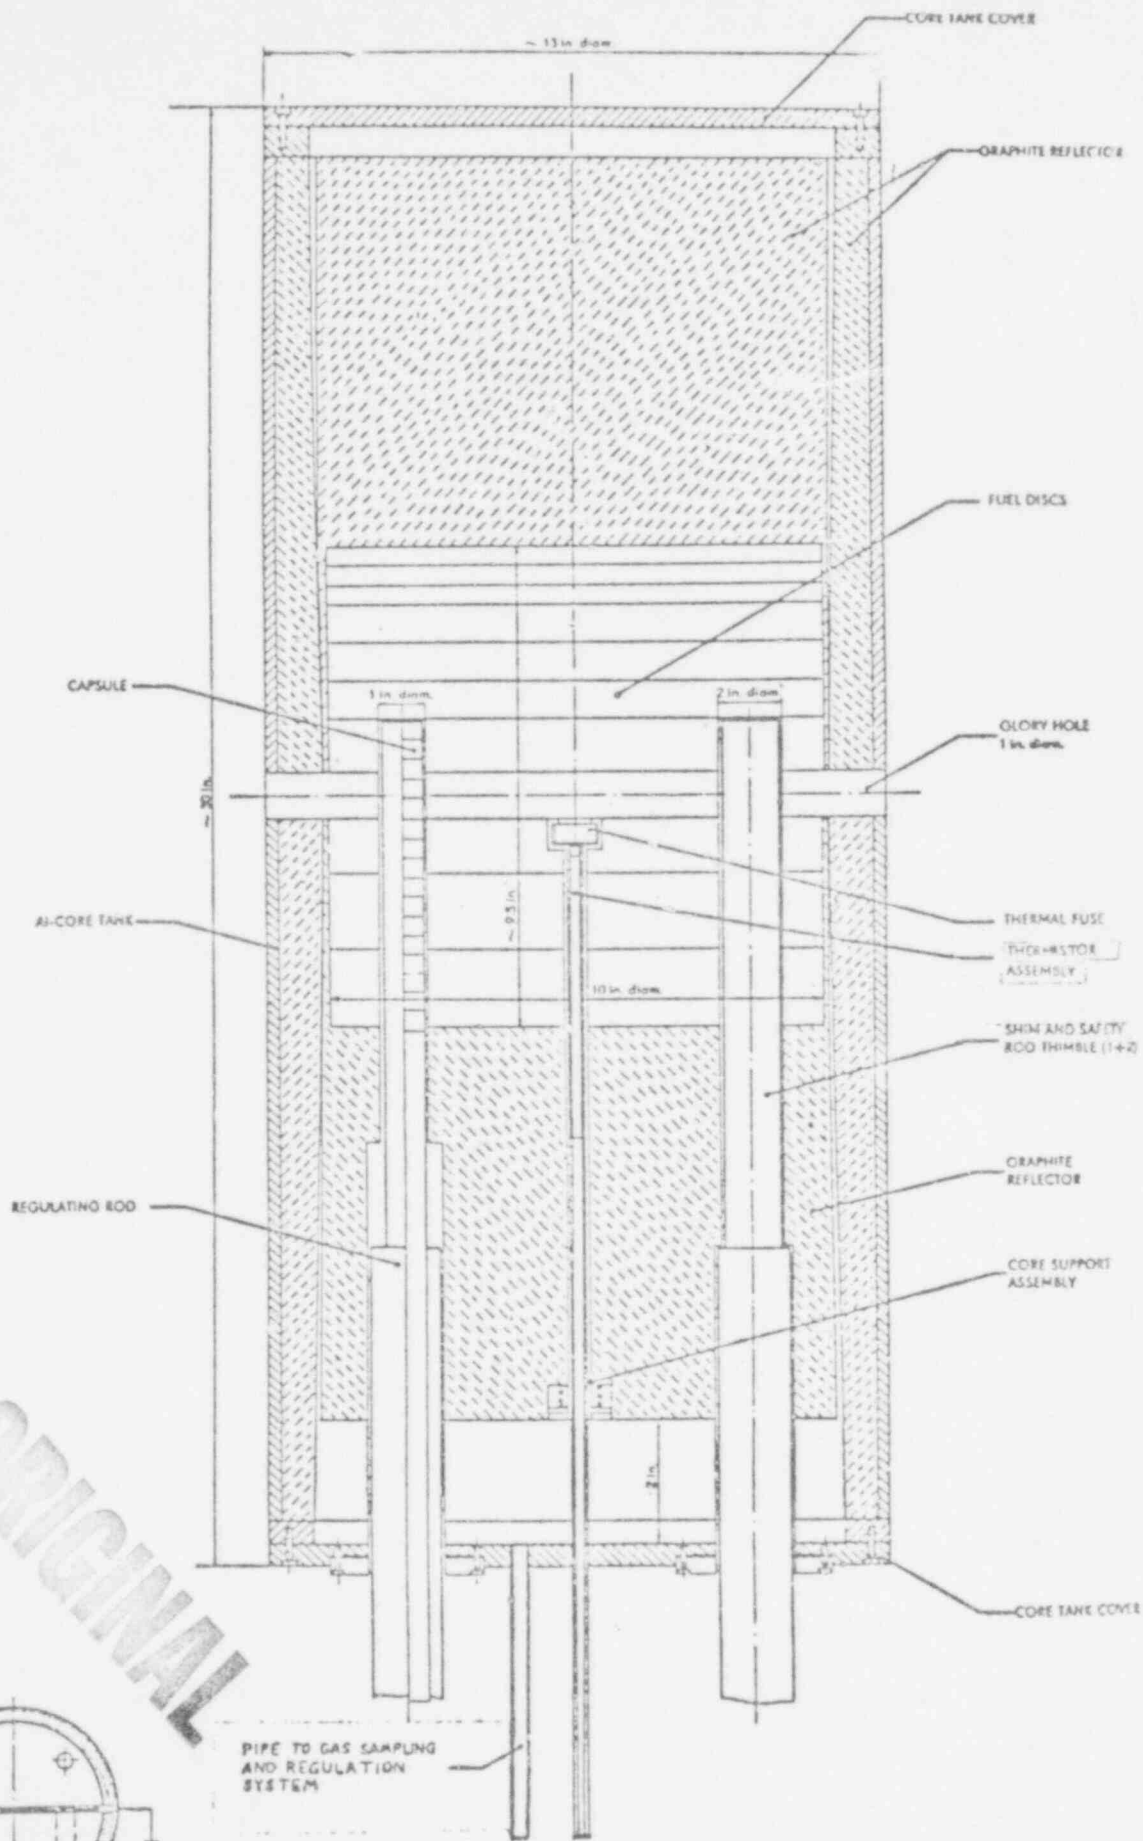 CORE TANK COVER
~ 13 in diam
GRAPHITE REFLECTOR
FUEL DISCS
CAPSULE
1 in diam.
2 in diam
GLORY HOLE
1 in. diam.
Al-CORE TANK
THERMAL FUSE
~ 9.5 in
THERMISTOR
ASSEMBLY
10 in diam.
SHIM AND SAFETY
ROD THIMBLE (1+2)
GRAPHITE
REFLECTOR
REGULATING ROD
CORE SUPPORT
ASSEMBLY
2 in
CORE TANK COVER
ORIGINAL
PIPE TO GAS SAMPLING
AND REGULATION
SYSTEM